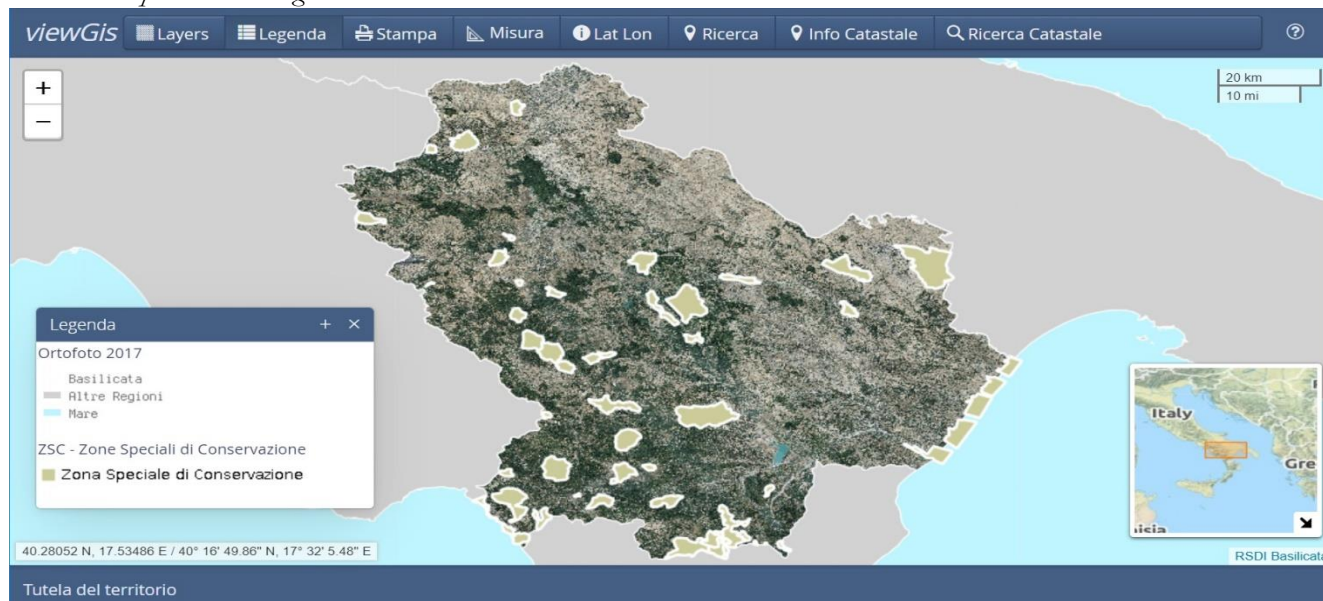 viewGis Layers Legenda Stampa Misura Lat Lon Ricerca Info Catastale Ricerca Catastale
+
−
20 km
10 mi
Legenda + ×
Ortofoto 2017
Basilicata
Altre Regioni
Mare
ZSC - Zone Speciali di Conservazione
Zona Speciale di Conservazione
Italy
Gre
isia
40.28052 N, 17.53486 E / 40° 16' 49.86" N, 17° 32' 5.48" E
RSDI Basilicat
Tutela del territorio